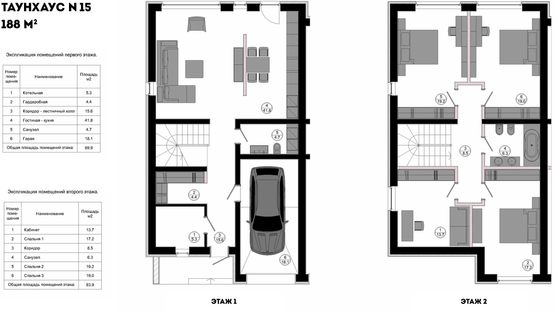 ТАУНХАУС N 15
188 М²
Экспликация помещений первого этажа.
Номер помещения Наименование Площадь м2
1 Котельная 5.3
2 Гардеробная 4.4
3 Коридор - лестничный холл 15.6
4 Гостиная - кухня 41.8
5 Санузел 4.7
6 Гараж 18.1
Общая площадь помещений этажа: 89.9
Экспликация помещений второго этажа.
Номер помещения Наименование Площадь м2
1 Кабинет 13.7
2 Спальня 1 17.2
3 Коридор 8.5
4 Санузел 6.3
5 Спальня 2 19.2
6 Спальня 3 19.0
Общая площадь помещений этажа: 83.9
4
41.8
5
4.7
2
4.4
1
5.3
3
15.6
6
18.1
ЭТАЖ 1
5
19.2
6
19.0
3
8.5
4
6.3
1
13.7
2
17.2
ЭТАЖ 2